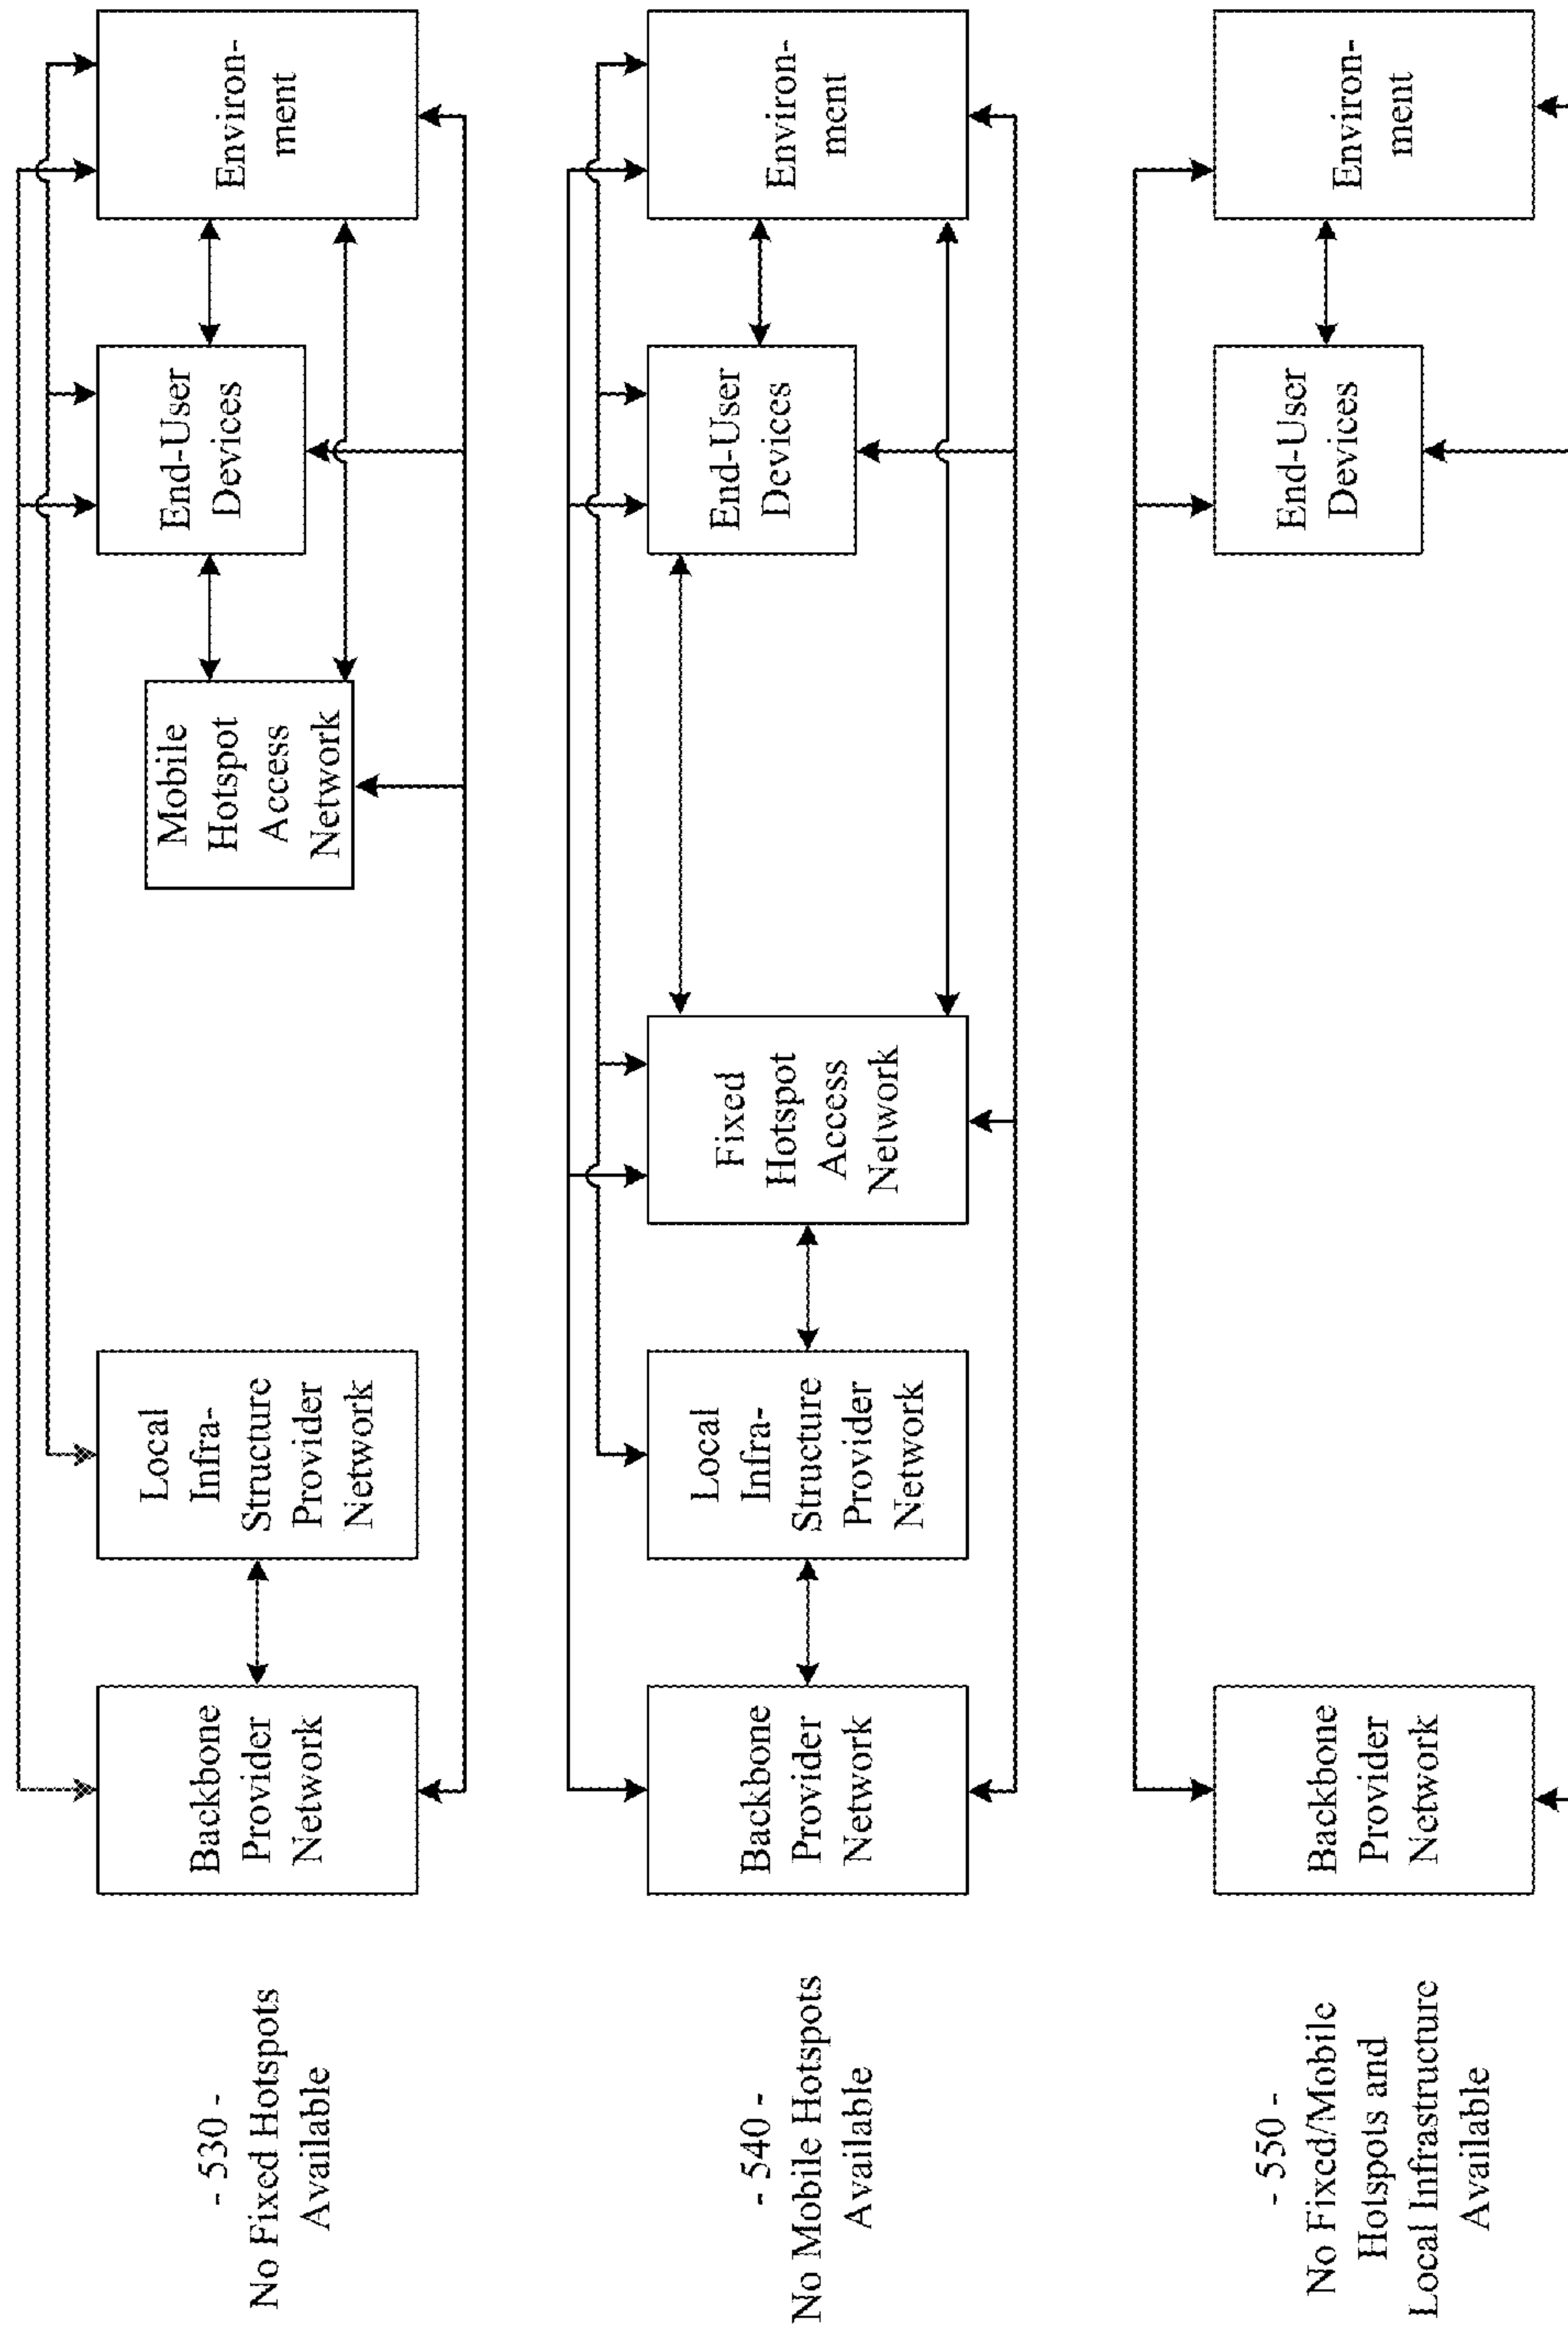 - 530 -
No Fixed Hotspots
Available
Backbone
Provider
Network
Local
Infra-
Structure
Provider
Network
Mobile
Hotspot
Access
Network
End-User
Devices
Environ-
ment
- 540 -
No Mobile Hotspots
Available
Backbone
Provider
Network
Local
Infra-
Structure
Provider
Network
Fixed
Hotspot
Access
Network
End-User
Devices
Environ-
ment
- 550 -
No Fixed/Mobile
Hotspots and
Local Infrastructure
Available
Backbone
Provider
Network
End-User
Devices
Environ-
ment